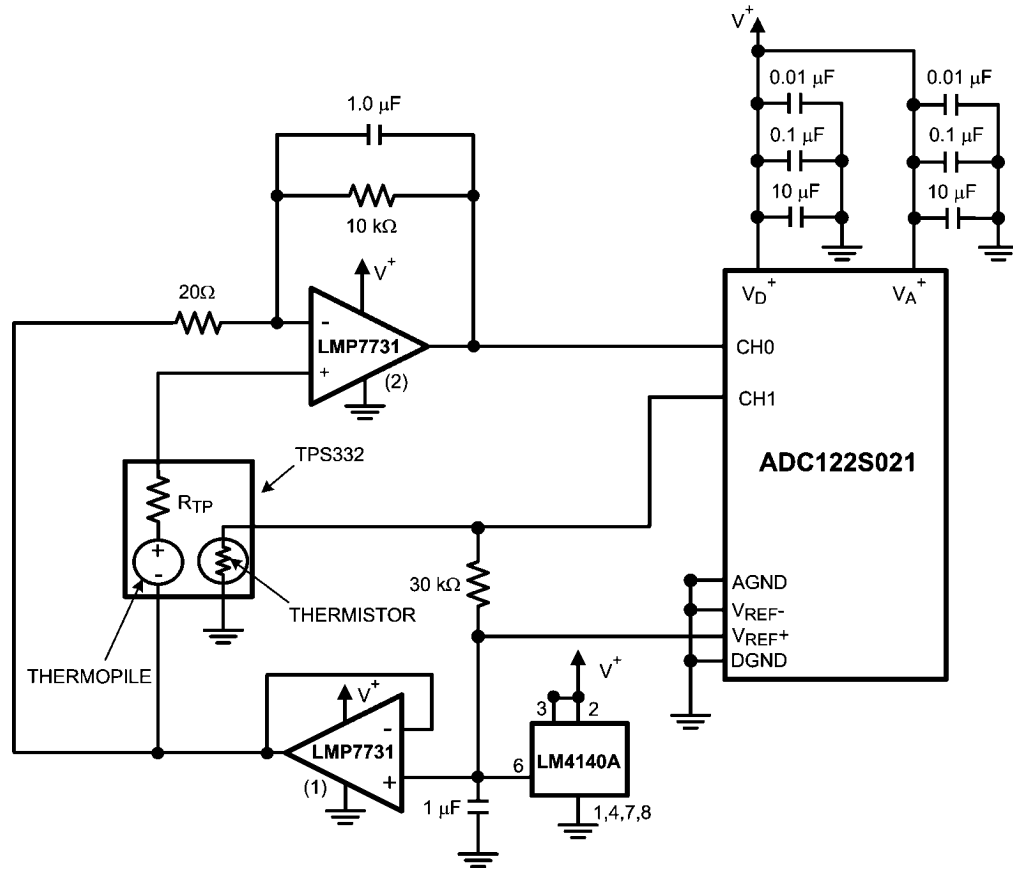 V+
0.01 µF
0.01 µF
0.1 µF
0.1 µF
10 µF
10 µF
1.0 µF
10 kΩ
V+
20Ω
-
LMP7731
+
(2)
VD+
VA+
CH0
CH1
ADC122S021
TPS332
RTP
+
-
30 kΩ
THERMISTOR
THERMOPILE
AGND
VREF-
VREF+
DGND
V+
-
LMP7731
+
(1)
V+
3
2
6
LM4140A
1 µF
1,4,7,8